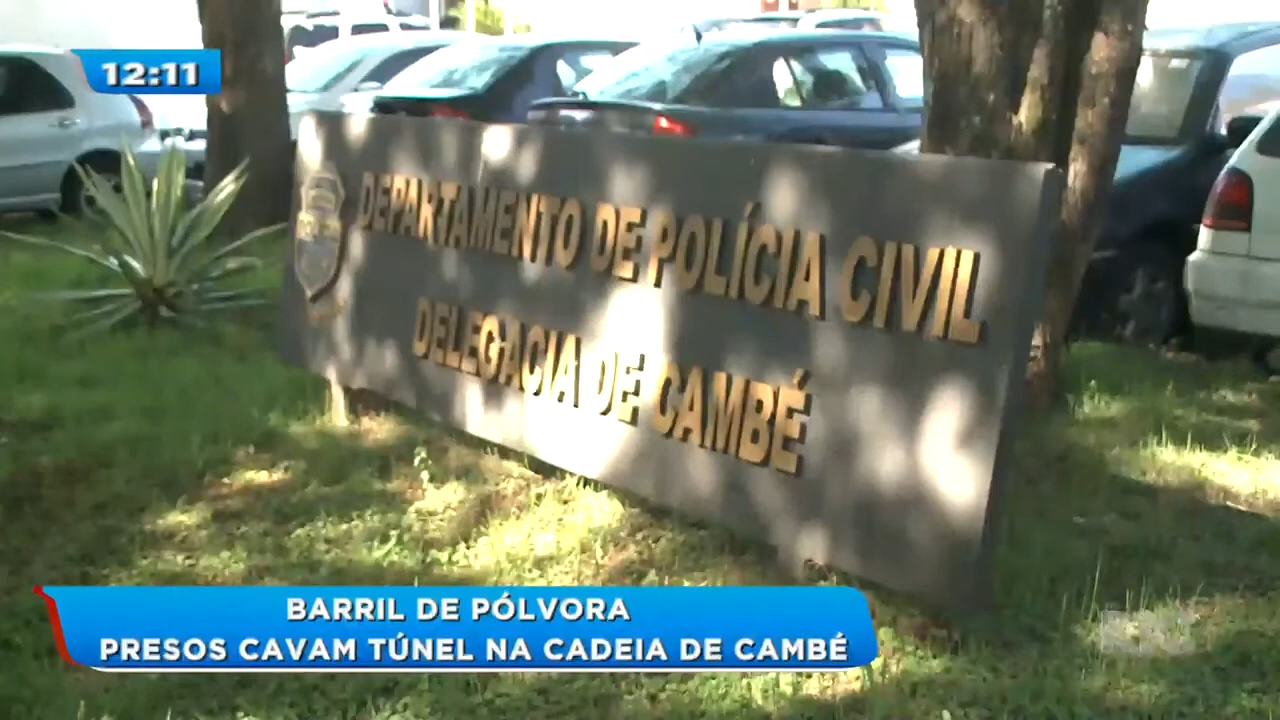 12:11
DEPARTAMENTO DE POLÍCIA CIVIL
DELEGACIA DE CAMBÉ
BARRIL DE PÓLVORA
PRESOS CAVAM TÚNEL NA CADEIA DE CAMBÉ